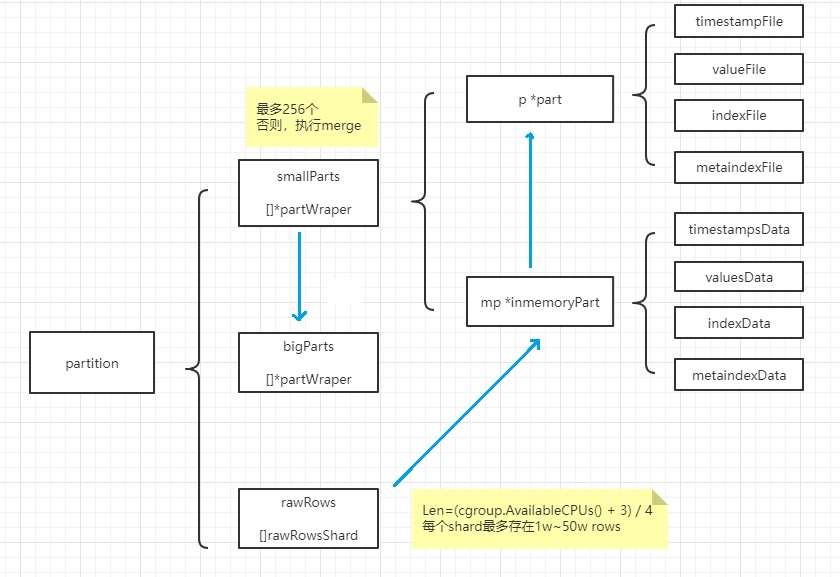 timestampFile
valueFile
p *part
indexFile
metaindexFile
最多256个
否则，执行merge
smallParts
[]*partWraper
timestampsData
valuesData
mp *inmemoryPart
indexData
metaindexData
bigParts
[]*partWraper
partition
rawRows
[]rawRowsShard
Len=(cgroup.AvailableCPUs() + 3) / 4
每个shard最多存在1w~50w rows